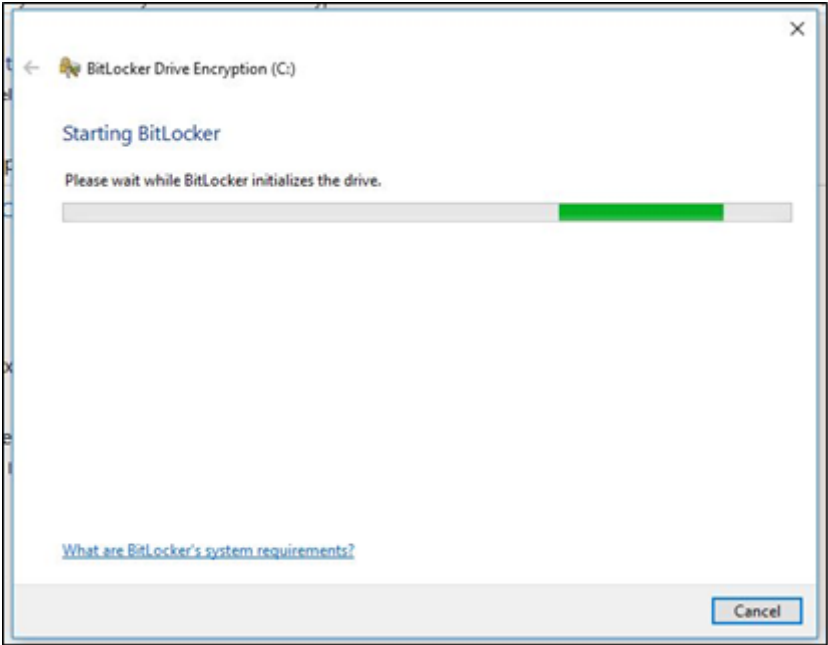 BitLocker Drive Encryption (C:)
Starting BitLocker
Please wait while BitLocker initializes the drive.
What are BitLocker's system requirements?
Cancel